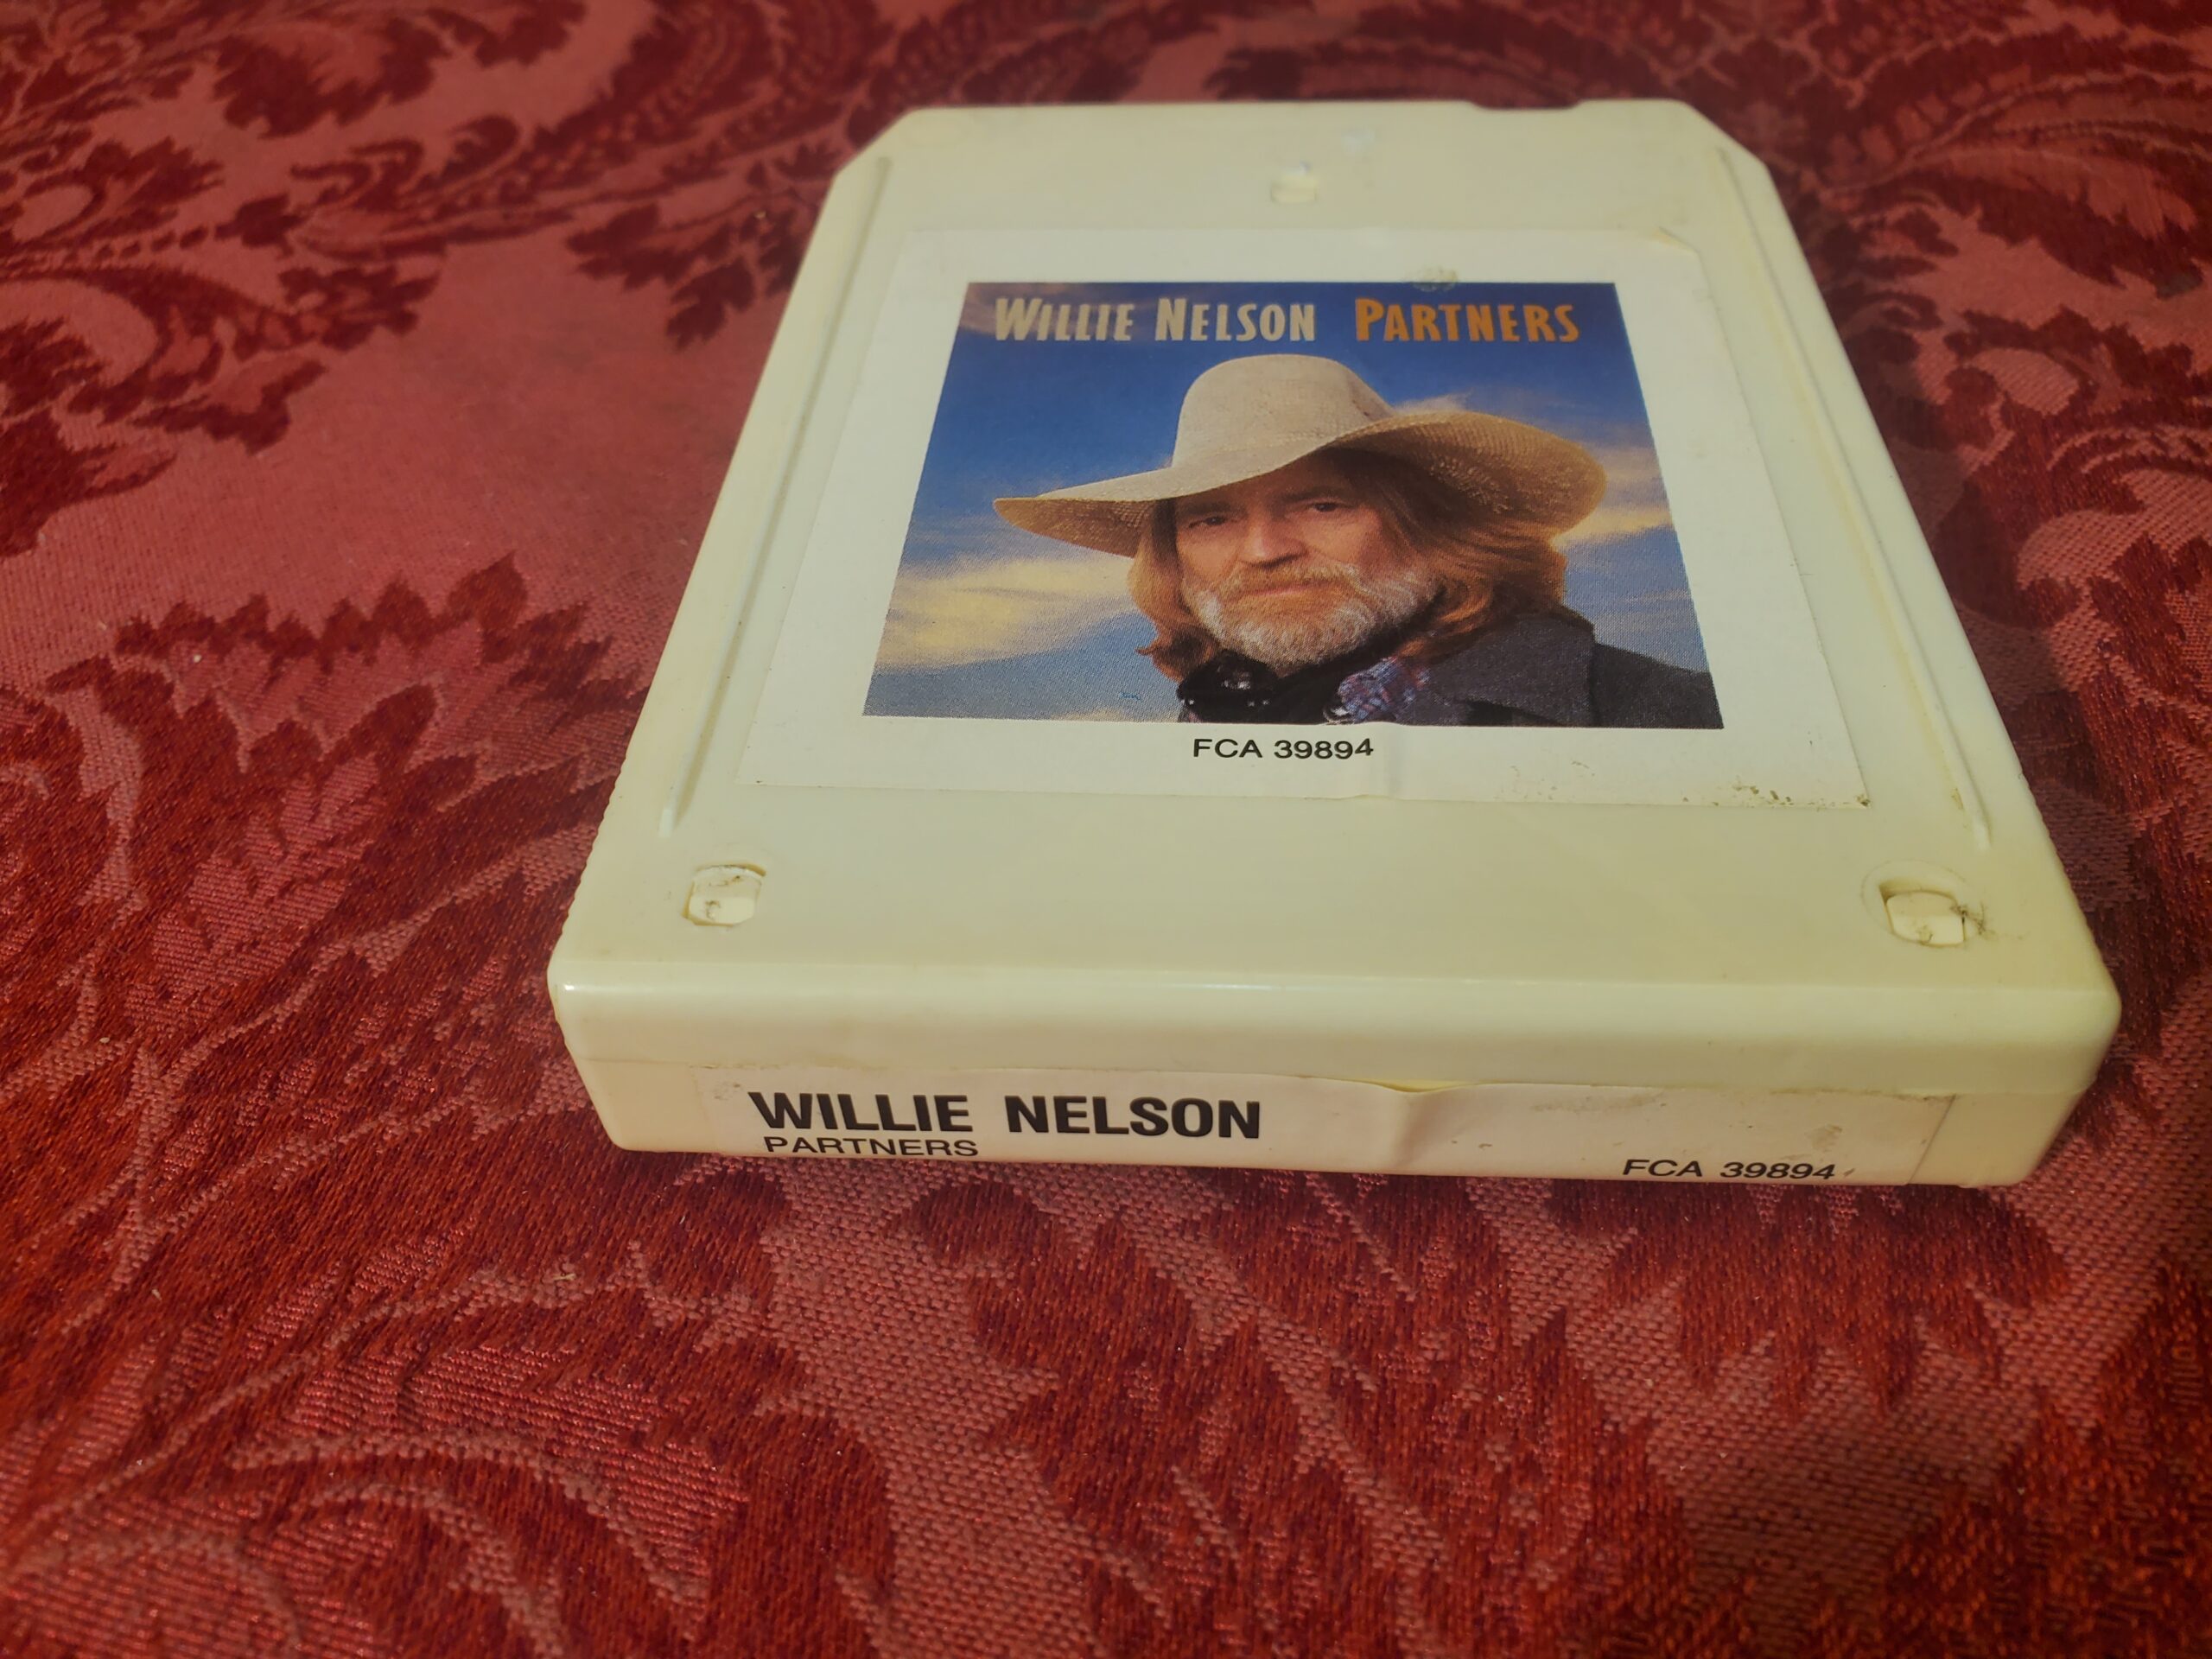 WILLIE NELSON PARTNERS
FCA 39894
WILLIE NELSON
PARTNERS
FCA 39894